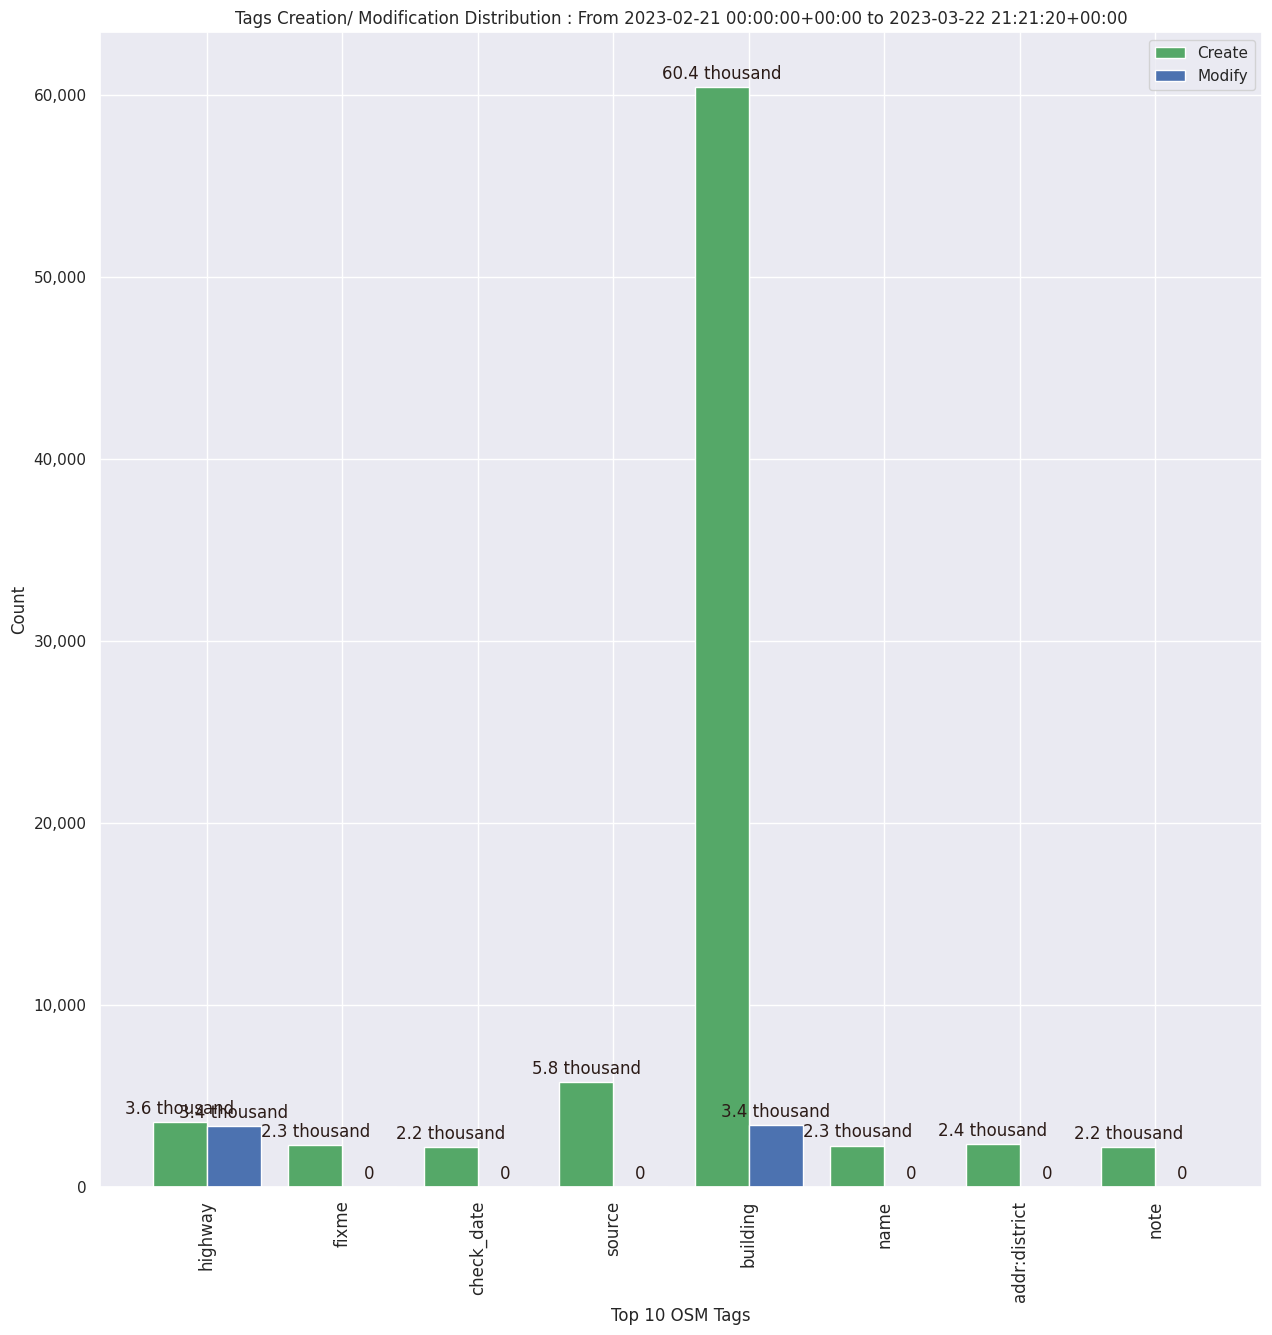 Tags Creation/ Modification Distribution : From 2023-02-21 00:00:00+00:00 to 2023-03-22 21:21:20+00:00
Create
Modify
60.4 thousand
60,000
50,000
40,000
30,000
20,000
10,000
0
Count
3.6 thousand
3.4 thousand
2.3 thousand
0
2.2 thousand
0
5.8 thousand
0
3.4 thousand
2.3 thousand
0
2.4 thousand
0
2.2 thousand
0
highway
fixme
check_date
source
building
name
addr:district
note
Top 10 OSM Tags